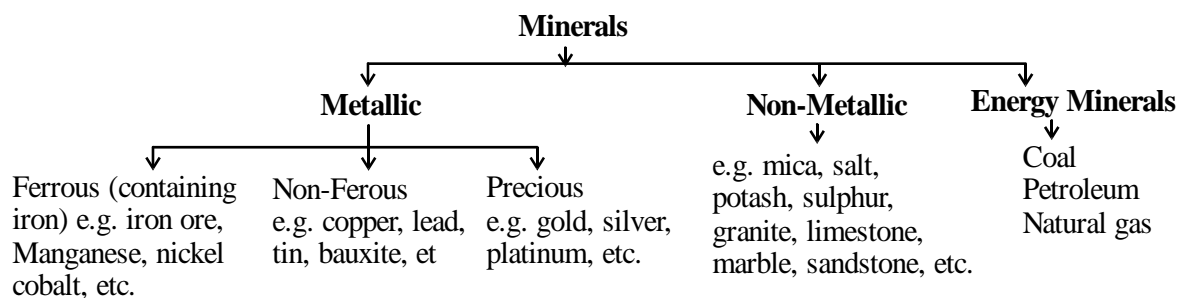 Minerals
Metallic
Non-Metallic
Energy Minerals
Ferrous (containing
iron) e.g. iron ore,
Manganese, nickel
cobalt, etc.
Non-Ferous
e.g. copper, lead,
tin, bauxite, et
Precious
e.g. gold, silver,
platinum, etc.
e.g. mica, salt,
potash, sulphur,
granite, limestone,
marble, sandstone, etc.
Coal
Petroleum
Natural gas